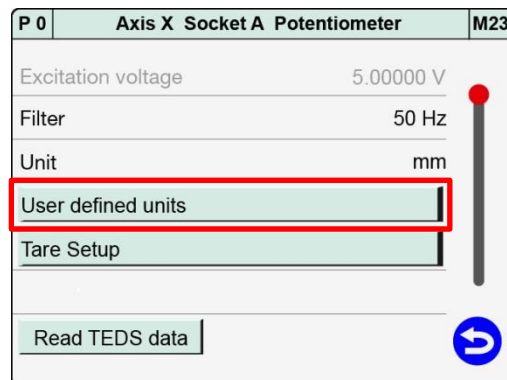 P 0 Axis X Socket A Potentiometer M23
Excitation voltage 5.00000 V
Filter 50 Hz
Unit mm
User defined units
Tare Setup
Read TEDS data